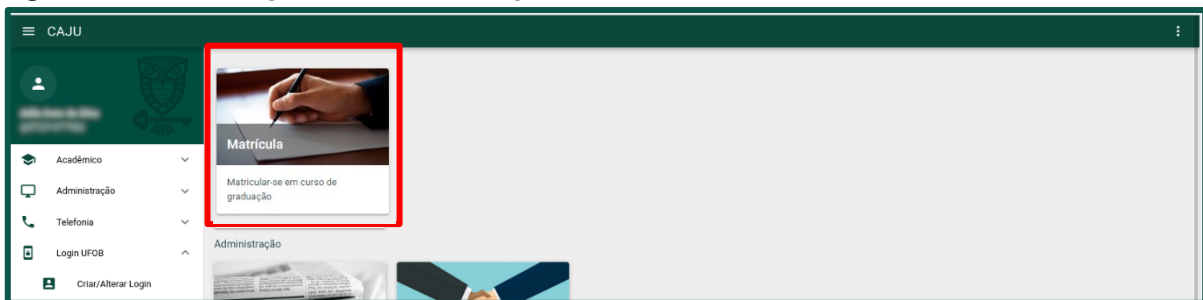 CAJU
Matrícula
Matricular-se em curso de
graduação
Acadêmico
Administração
Telefonia
Login UFOB
Criar/Alterar Login
Administração